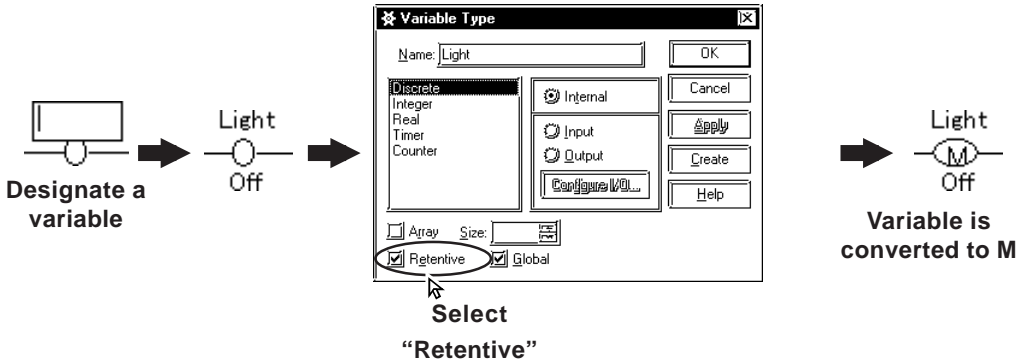 Designate a
variable
Light
Off
Variable Type
Name: Light
OK
Discrete
Integer
Real
Timer
Counter
Internal
Input
Output
Configure I/O...
Cancel
Apply
Create
Help
Array Size:
Retentive Global
Select
“Retentive”
Light
M
Off
Variable is
converted to M